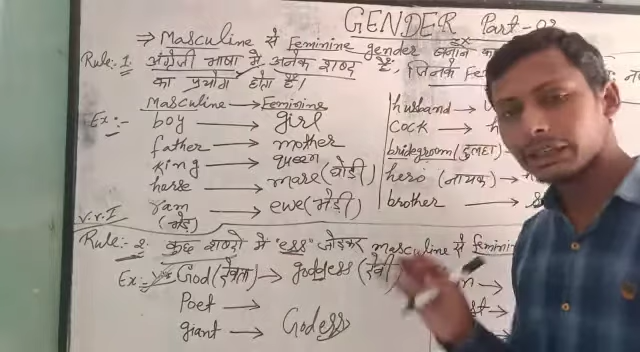 GENDER Part-02
⇒ Masculine से Feminine gender बनाने का
Rule:-1. अंग्रेजी भाषा में अनेक शब्द हैं, जिनके Fe
का प्रयोग होता है।
Masculine → Feminine
Ex:- boy → girl
father → mother
king → queen
horse → mare (घोड़ी)
ram → ewe (भेड़ी)
(भेड़)
husband →
cock → h
bridegroom (दुल्हा)
hero (नायक) →
brother → s
v.v.I
Rule:-2. कुछ शब्दो में "ess" जोड़कर masculine से feminin
Ex:- God (देवता) → goddess (देवी)
Poet →
giant → Godess